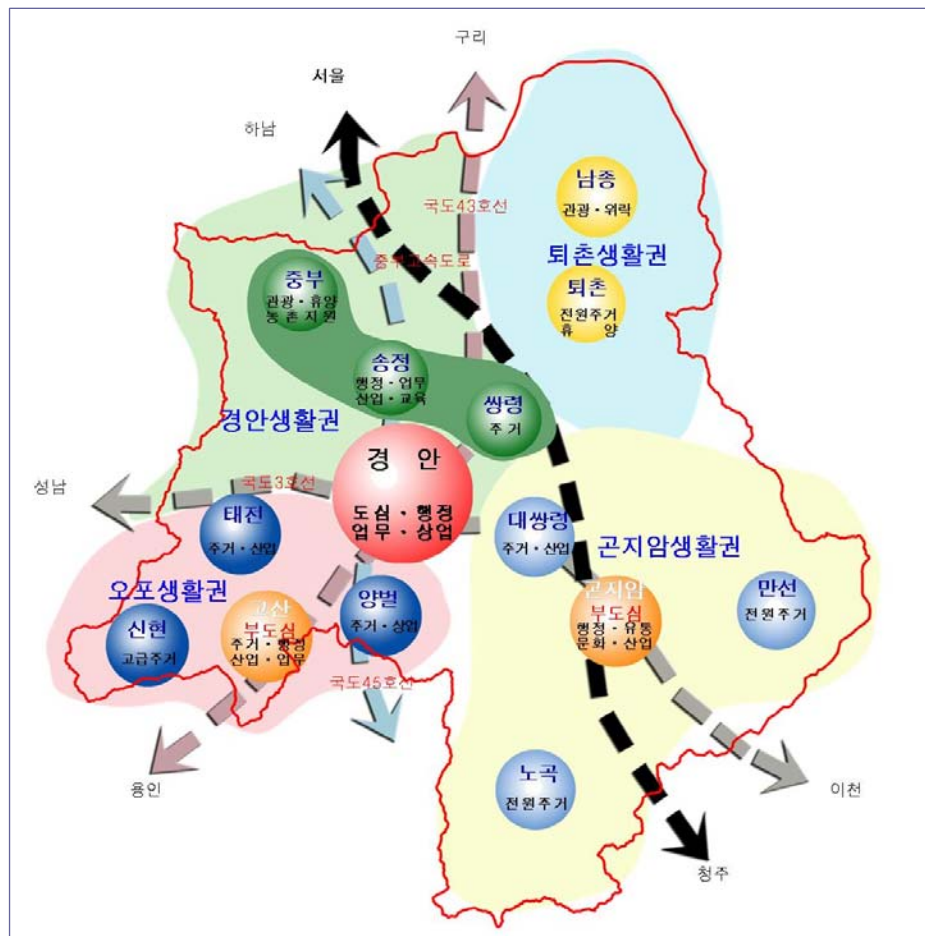 구리
서울
하남
남종
관광·위락
국도43호선
퇴촌생활권
중부고속도로
중부
관광·휴양
농촌지원
퇴촌
전원주거
휴 양
송정
행정·업무
산업·교육
쌍령
주거
경안생활권
경 안
도심·행정
업무·상업
성남
국도3호선
태전
주거·산업
대쌍령
주거·산업
곤지암생활권
오포생활권
양벌
주거·상업
곤지암
부도심
행정·유통
문화·산업
만선
전원주거
신현
고급주거
고산
부도심
주거·행정
산업·업무
국도45호선
노곡
전원주거
용인
이천
청주